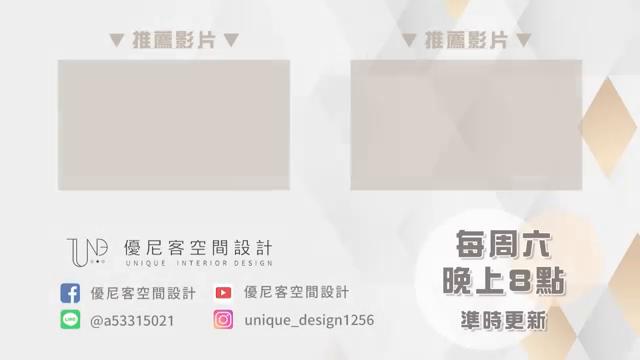 ▼ 推薦影片 ▼
▼ 推薦影片 ▼
優尼客空間設計
UNIQUE INTERIOR DESIGN
優尼客空間設計
優尼客空間設計
LINE
@a53315021
unique_design1256
每周六
晚上8點
準時更新